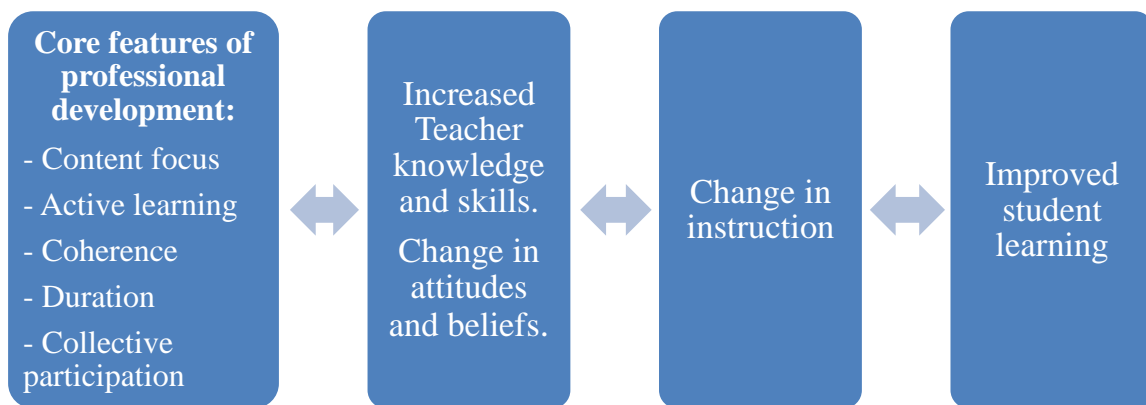 Core features of
professional
development:
- Content focus
- Active learning
- Coherence
- Duration
- Collective
participation
Increased
Teacher
knowledge
and skills.
Change in
attitudes
and beliefs.
Change in
instruction
Improved
student
learning